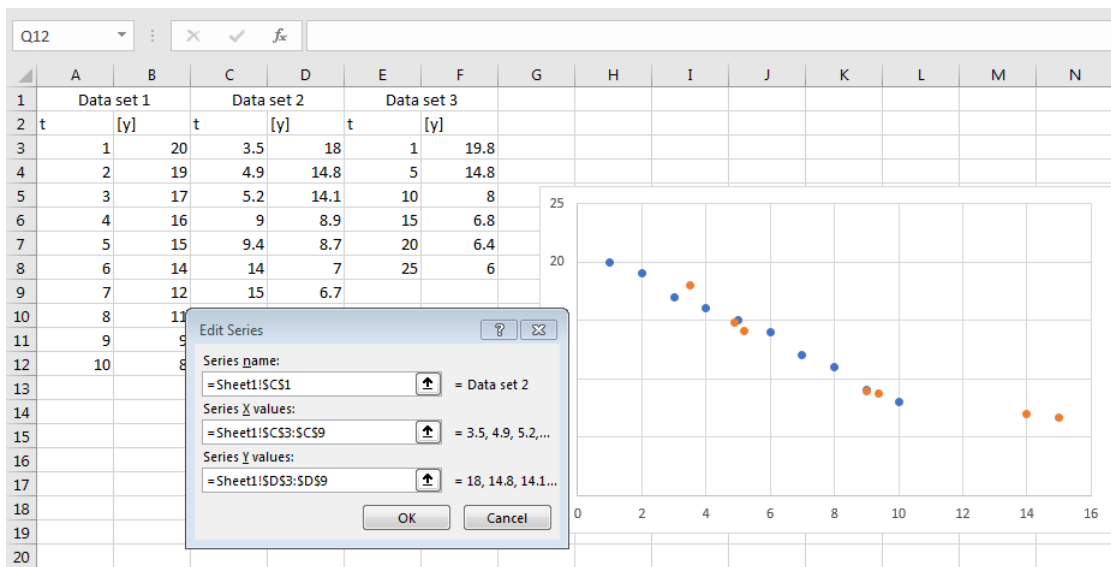 Q12 fx
A B C D E F G H I J K L M N
1 Data set 1 Data set 2 Data set 3
2 t [y] t [y] t [y]
3 1 20 3.5 18 1 19.8
4 2 19 4.9 14.8 5 14.8
5 3 17 5.2 14.1 10 8
6 4 16 9 8.9 15 6.8
7 5 15 9.4 8.7 20 6.4
8 6 14 14 7 25 6
9 7 12 15 6.7
10 8 11
11 9 9
12 10 8
13
14
15
16
17
18
19
20
Edit Series
Series name:
=Sheet1!$C$1 = Data set 2
Series X values:
=Sheet1!$C$3:$C$9 = 3.5, 4.9, 5.2,...
Series Y values:
=Sheet1!$D$3:$D$9 = 18, 14.8, 14.1...
OK Cancel
25
20
0 2 4 6 8 10 12 14 16